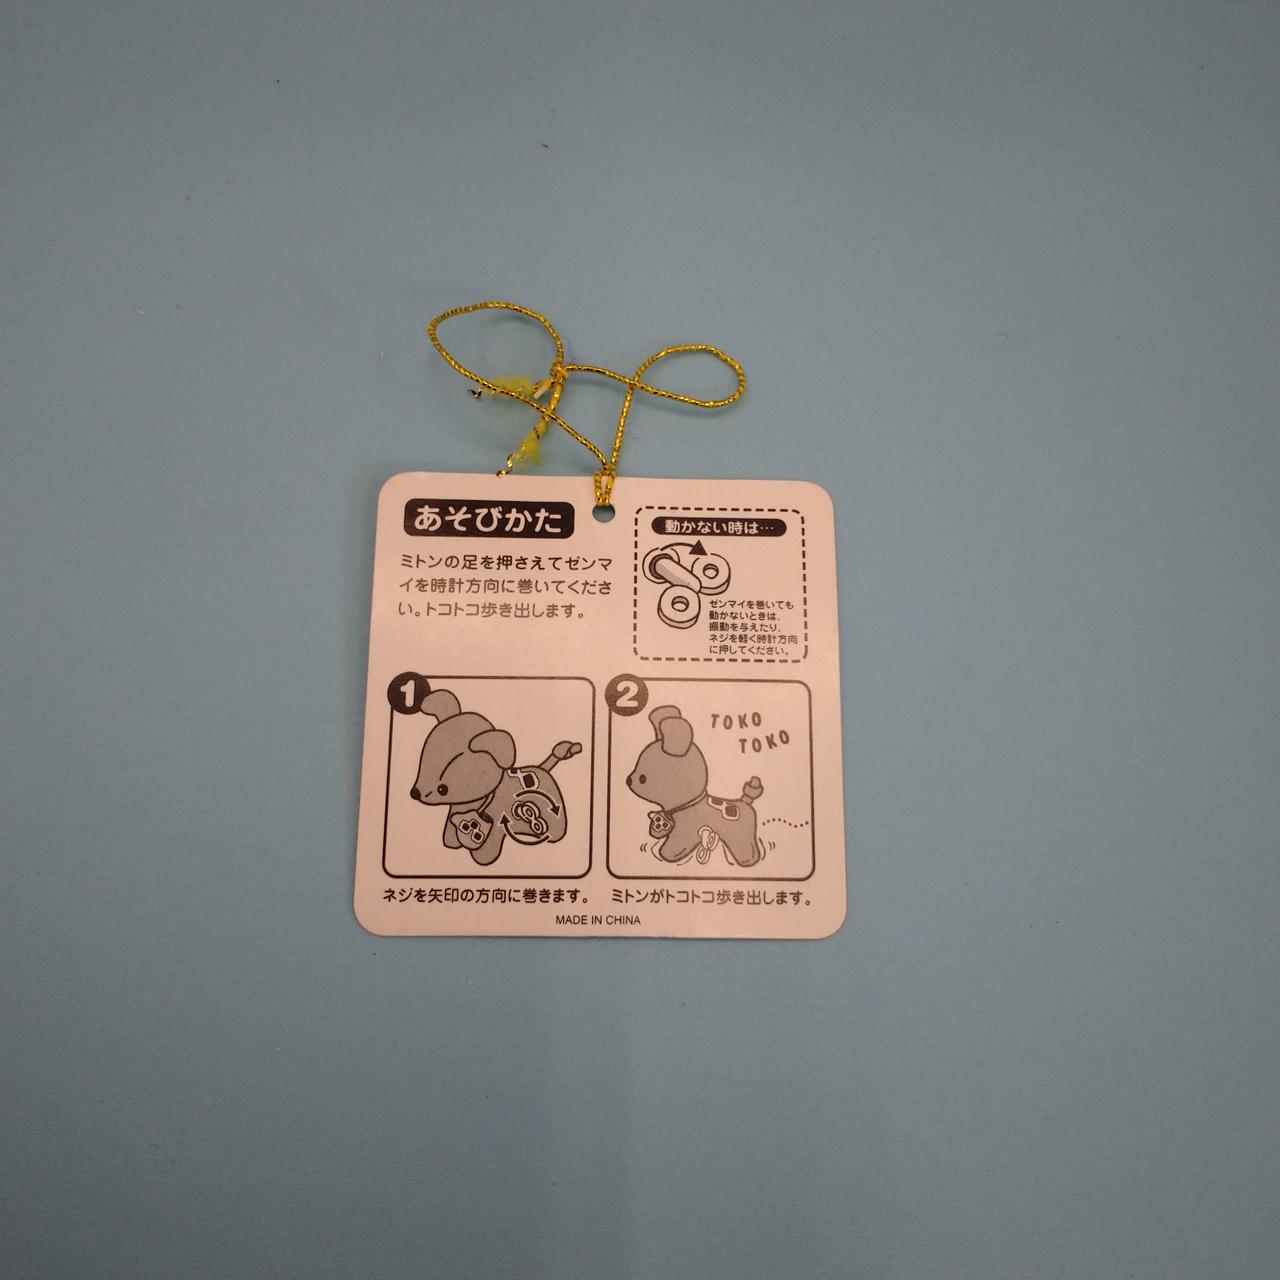 あそびかた
ミトンの足を押さえてゼンマ
イを時計方向に巻いてくださ
い。トコトコ歩き出します。
動かない時は…
ゼンマイを巻いても
動かないときは、
振動を与えたり、
ネジを軽く時計方向
に押してください。
1
ネジを矢印の方向に巻きます。
2
TOKO
TOKO
ミトンがトコトコ歩き出します。
MADE IN CHINA